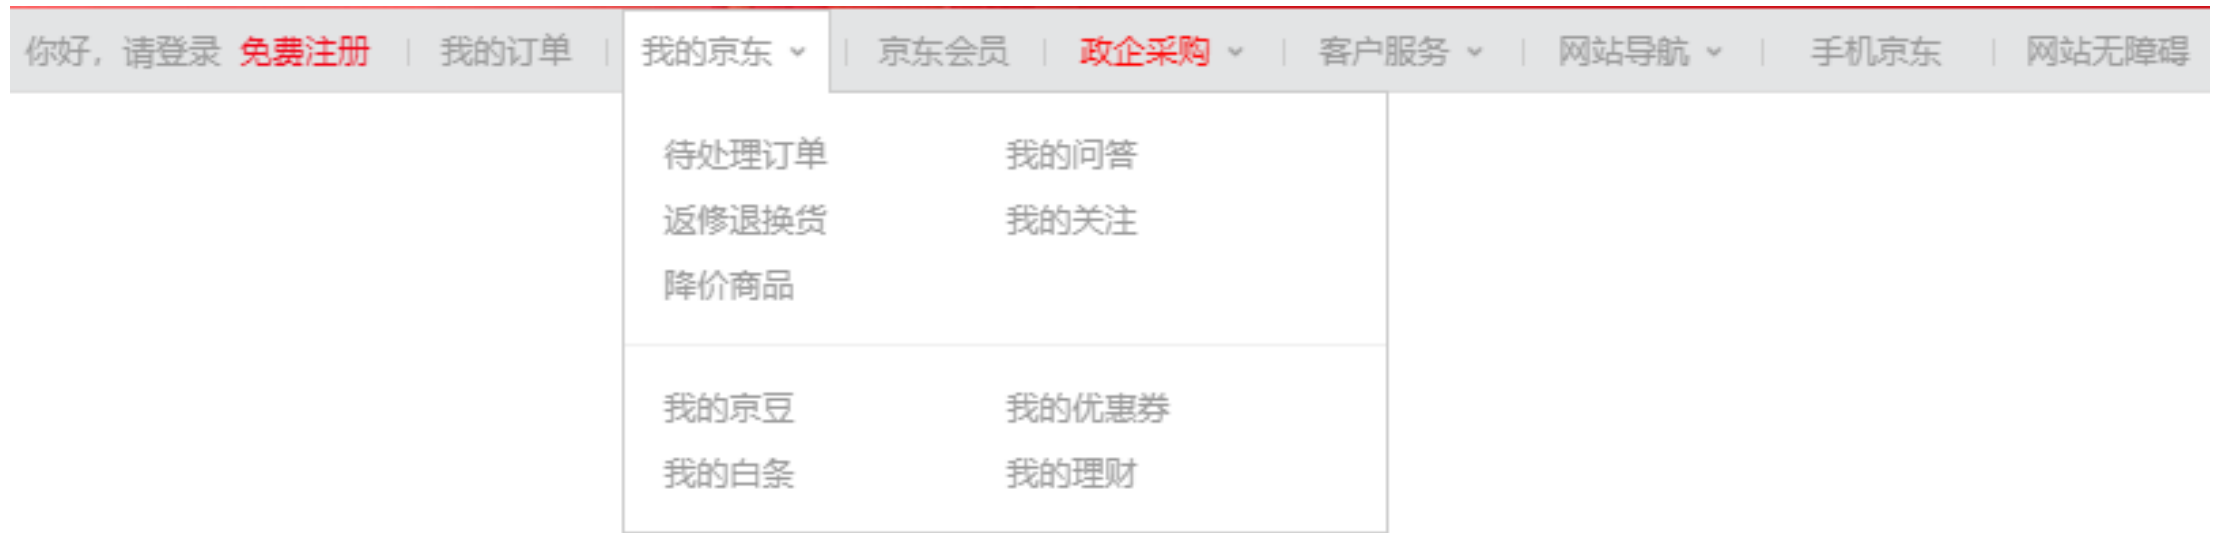 你好，请登录 免费注册 我的订单 我的京东 京东会员 政企采购 客户服务 网站导航 手机京东 网站无障碍
待处理订单 我的问答
返修退换货 我的关注
降价商品
我的京豆 我的优惠券
我的白条 我的理财